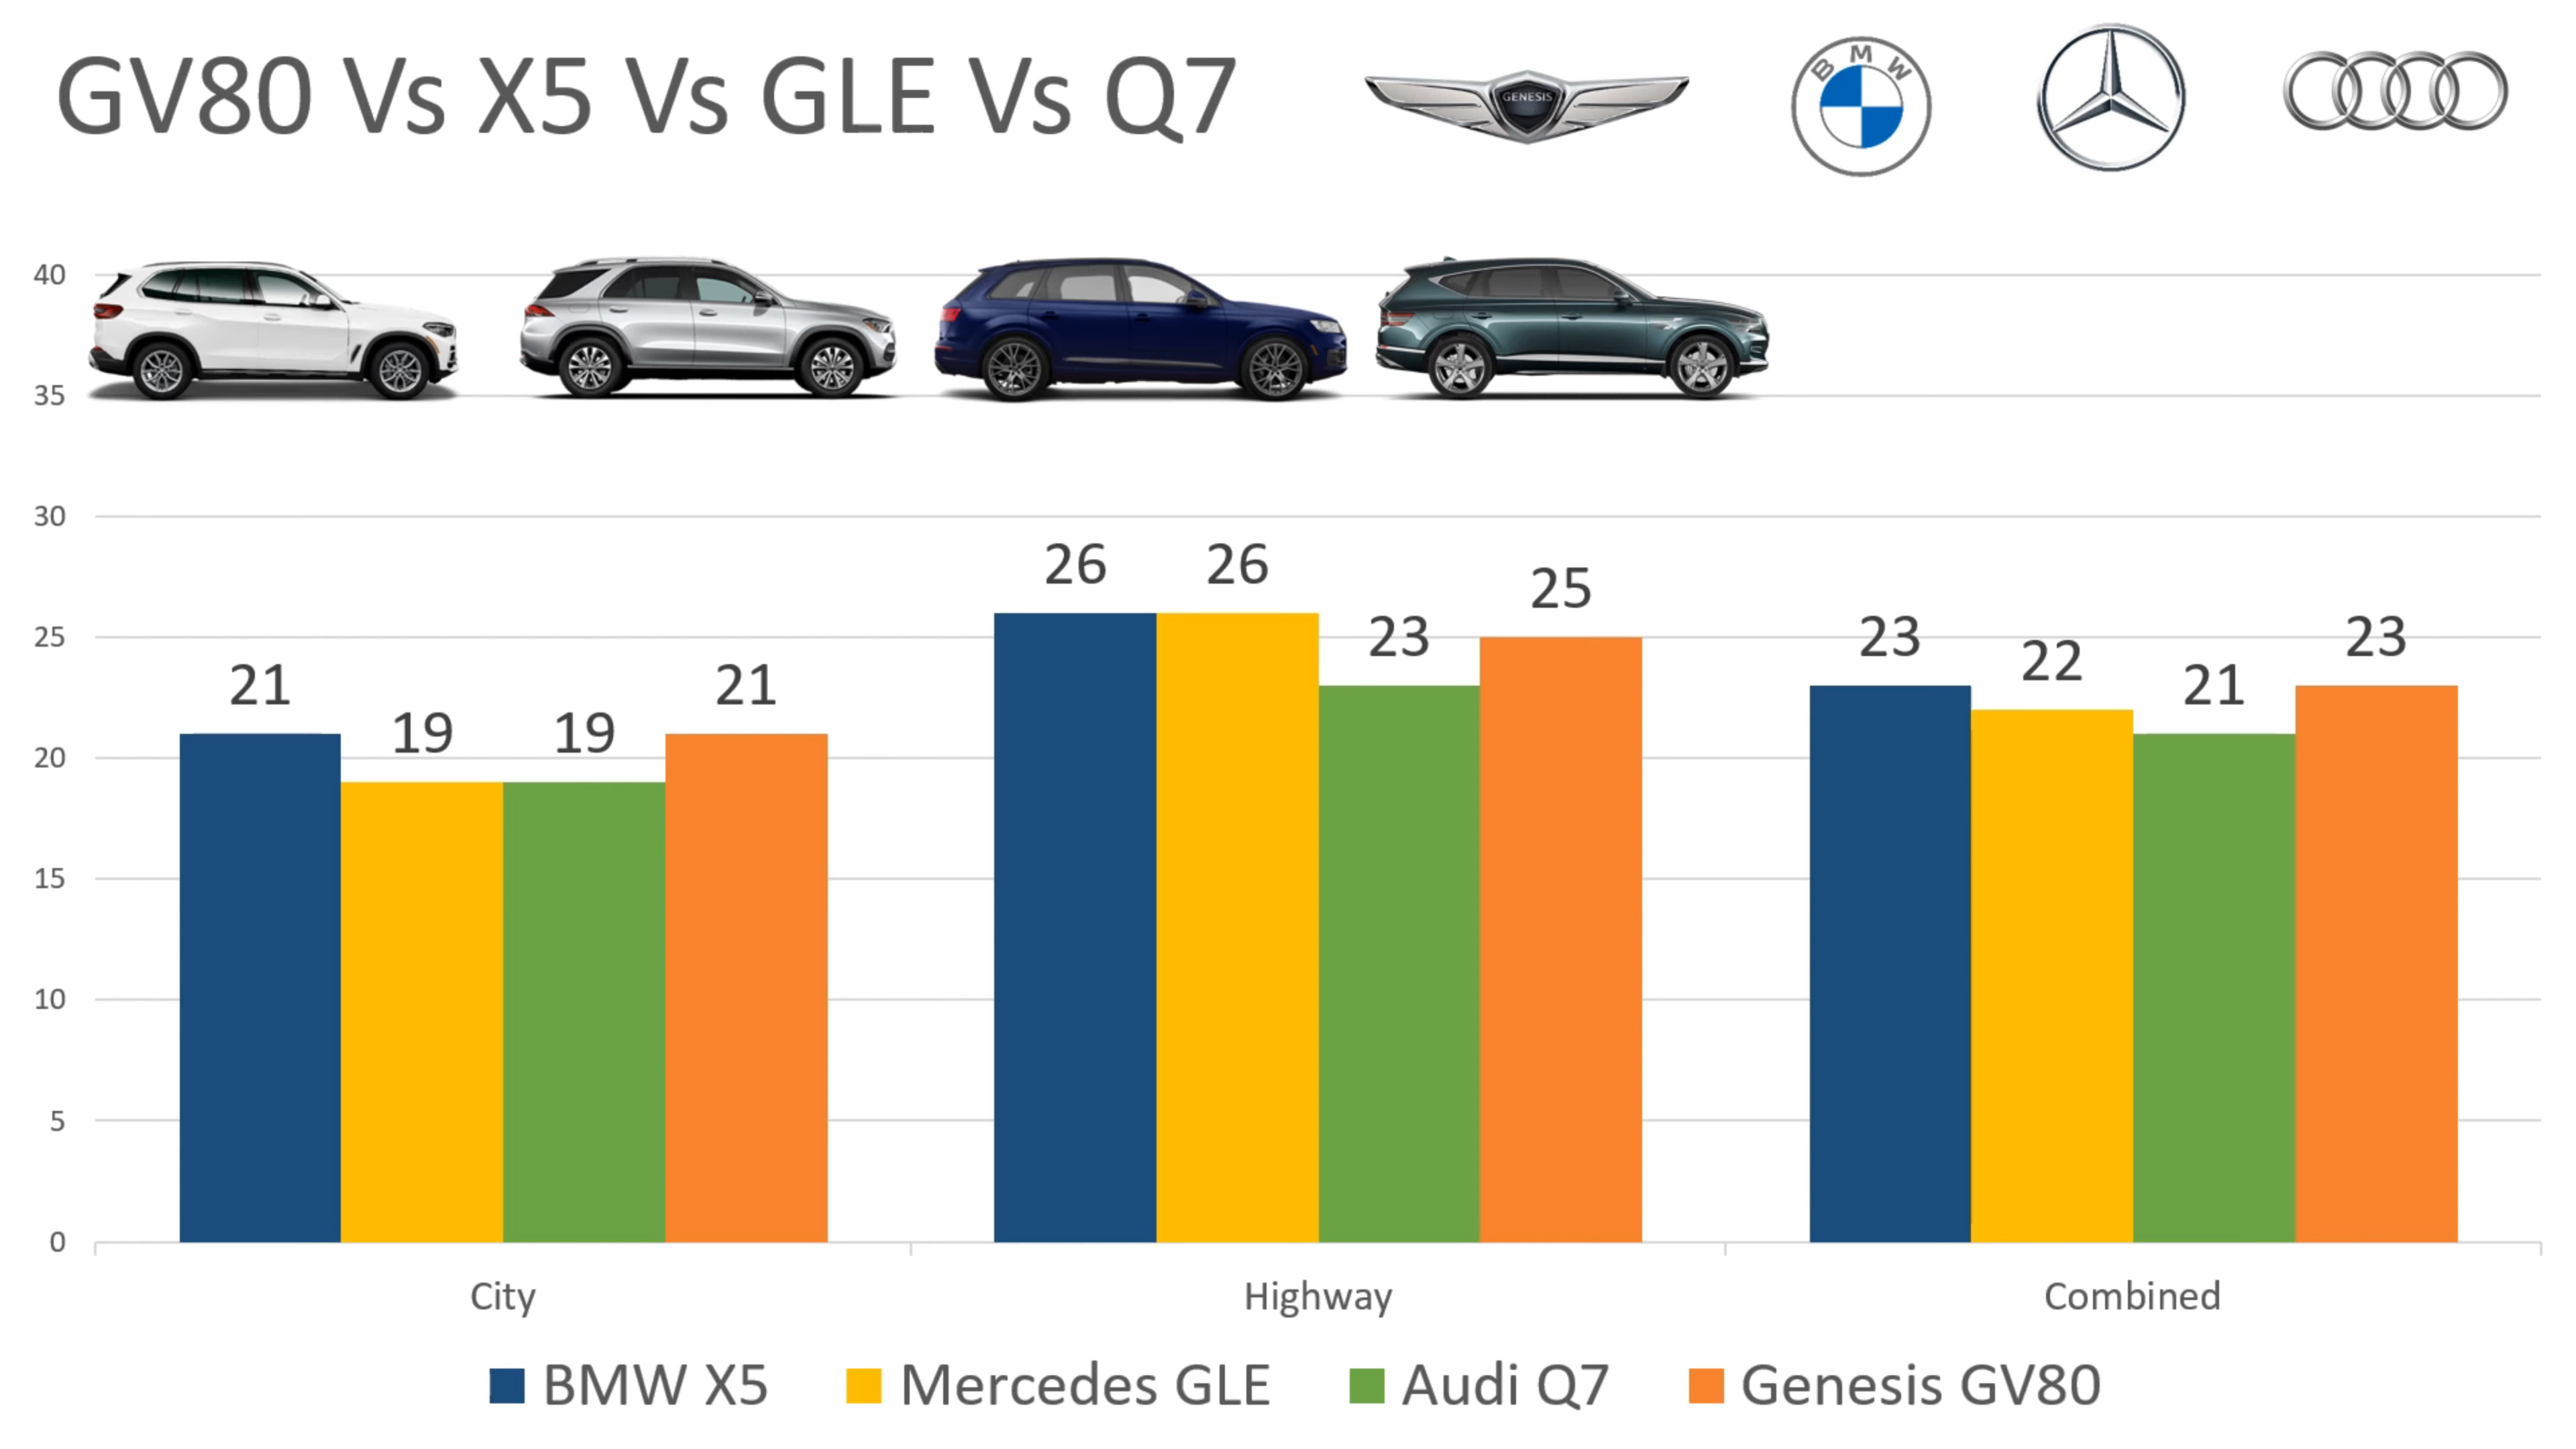 GV80 Vs X5 Vs GLE Vs Q7
GENESIS
BMW
40
35
30
25
20
15
10
5
0
21
19
19
21
26
26
23
25
23
22
21
23
City
Highway
Combined
BMW X5
Mercedes GLE
Audi Q7
Genesis GV80